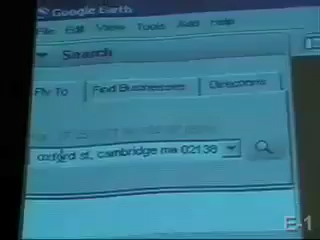 Google Earth
File Edit View Tools Add Help
Search
Fly To Find Businesses Directions
oxford st, cambridge ma 02138
E-1